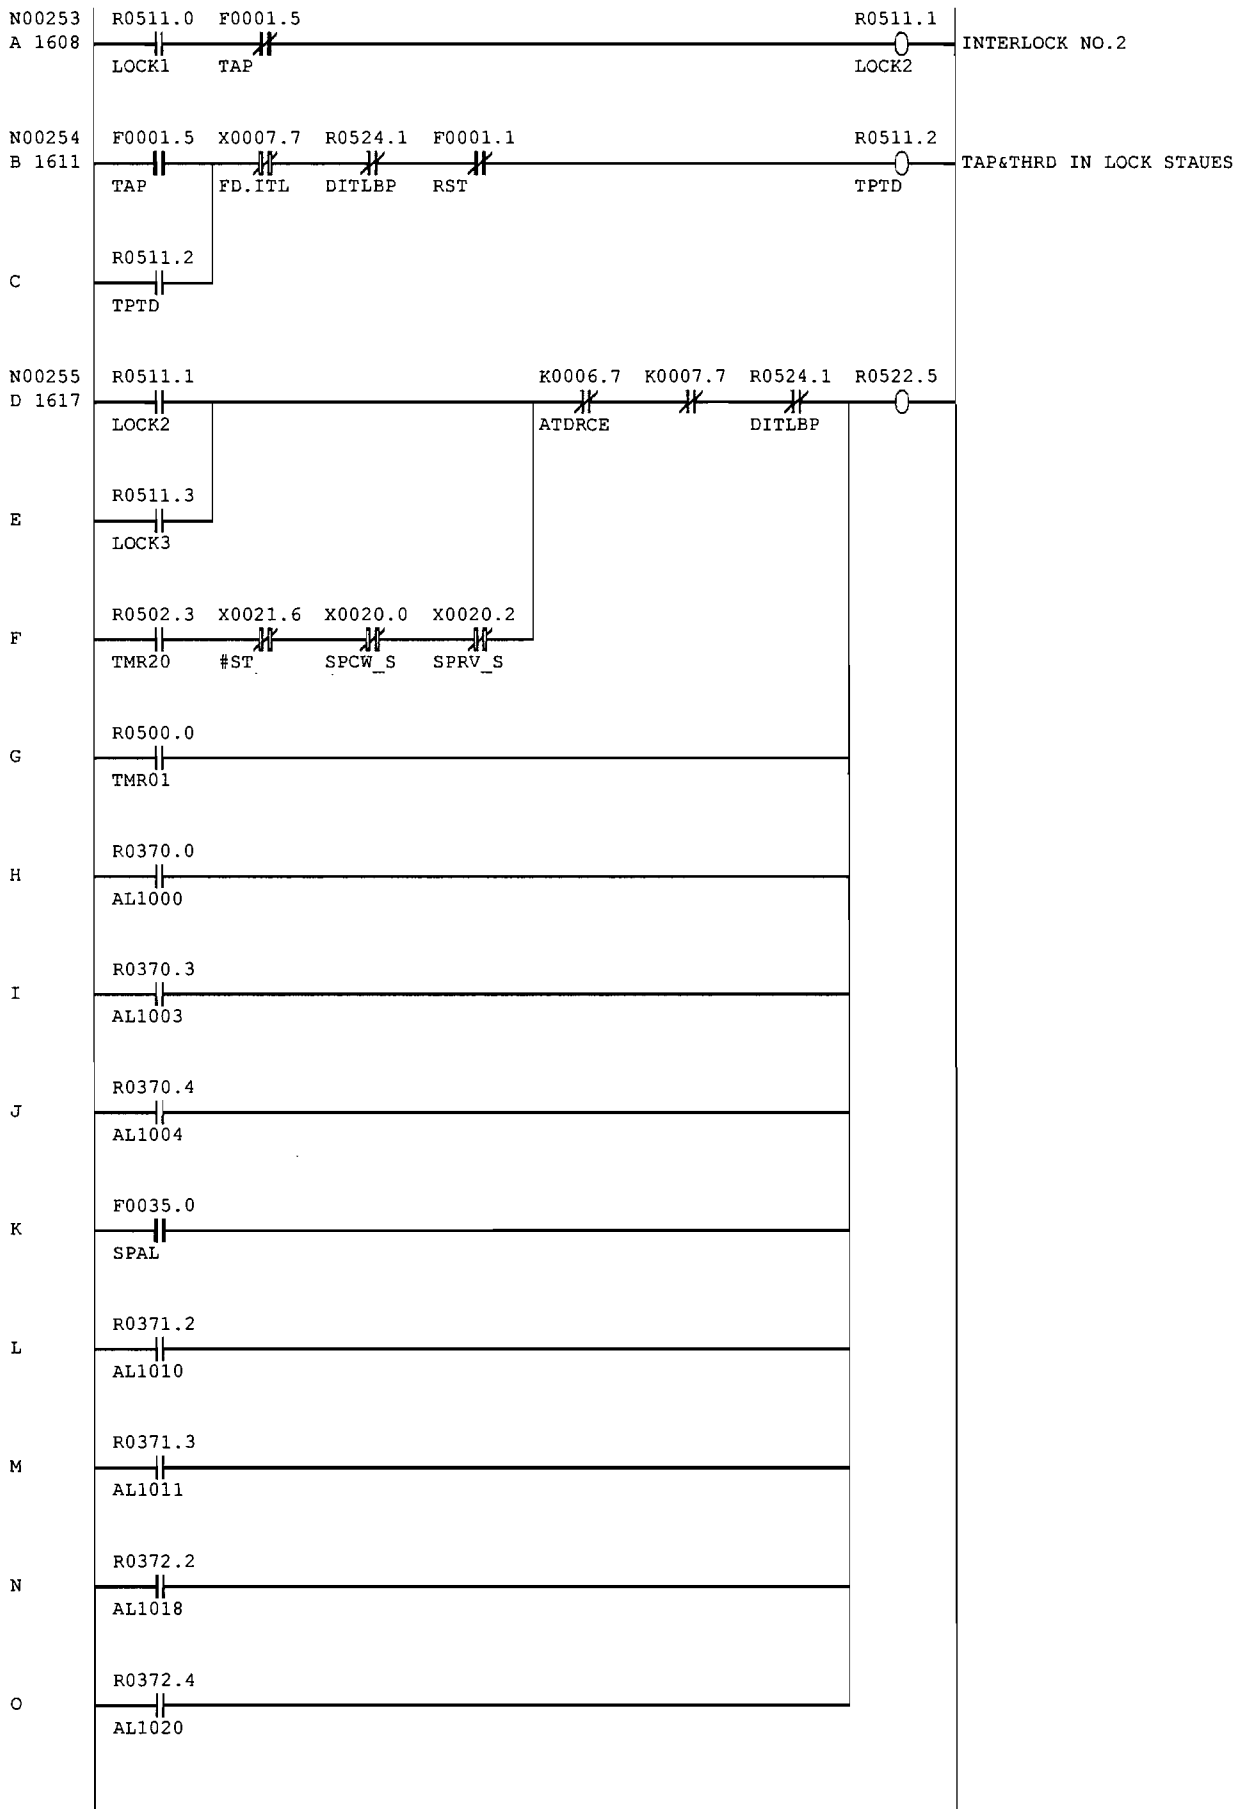 N00253 R0511.0 F0001.5 R0511.1
A 1608 INTERLOCK NO.2
LOCK1 TAP LOCK2
N00254 F0001.5 X0007.7 R0524.1 F0001.1 R0511.2
B 1611 TAP&THRD IN LOCK STAUES
TAP FD.ITL DITLBP RST TPTD
R0511.2
C
TPTD
N00255 R0511.1 K0006.7 K0007.7 R0524.1 R0522.5
D 1617
LOCK2 ATDRCE DITLBP
R0511.3
E
LOCK3
R0502.3 X0021.6 X0020.0 X0020.2
F
TMR20 #ST SPCW_S SPRV_S
R0500.0
G
TMR01
R0370.0
H
AL1000
R0370.3
I
AL1003
R0370.4
J
AL1004
F0035.0
K
SPAL
R0371.2
L
AL1010
R0371.3
M
AL1011
R0372.2
N
AL1018
R0372.4
O
AL1020